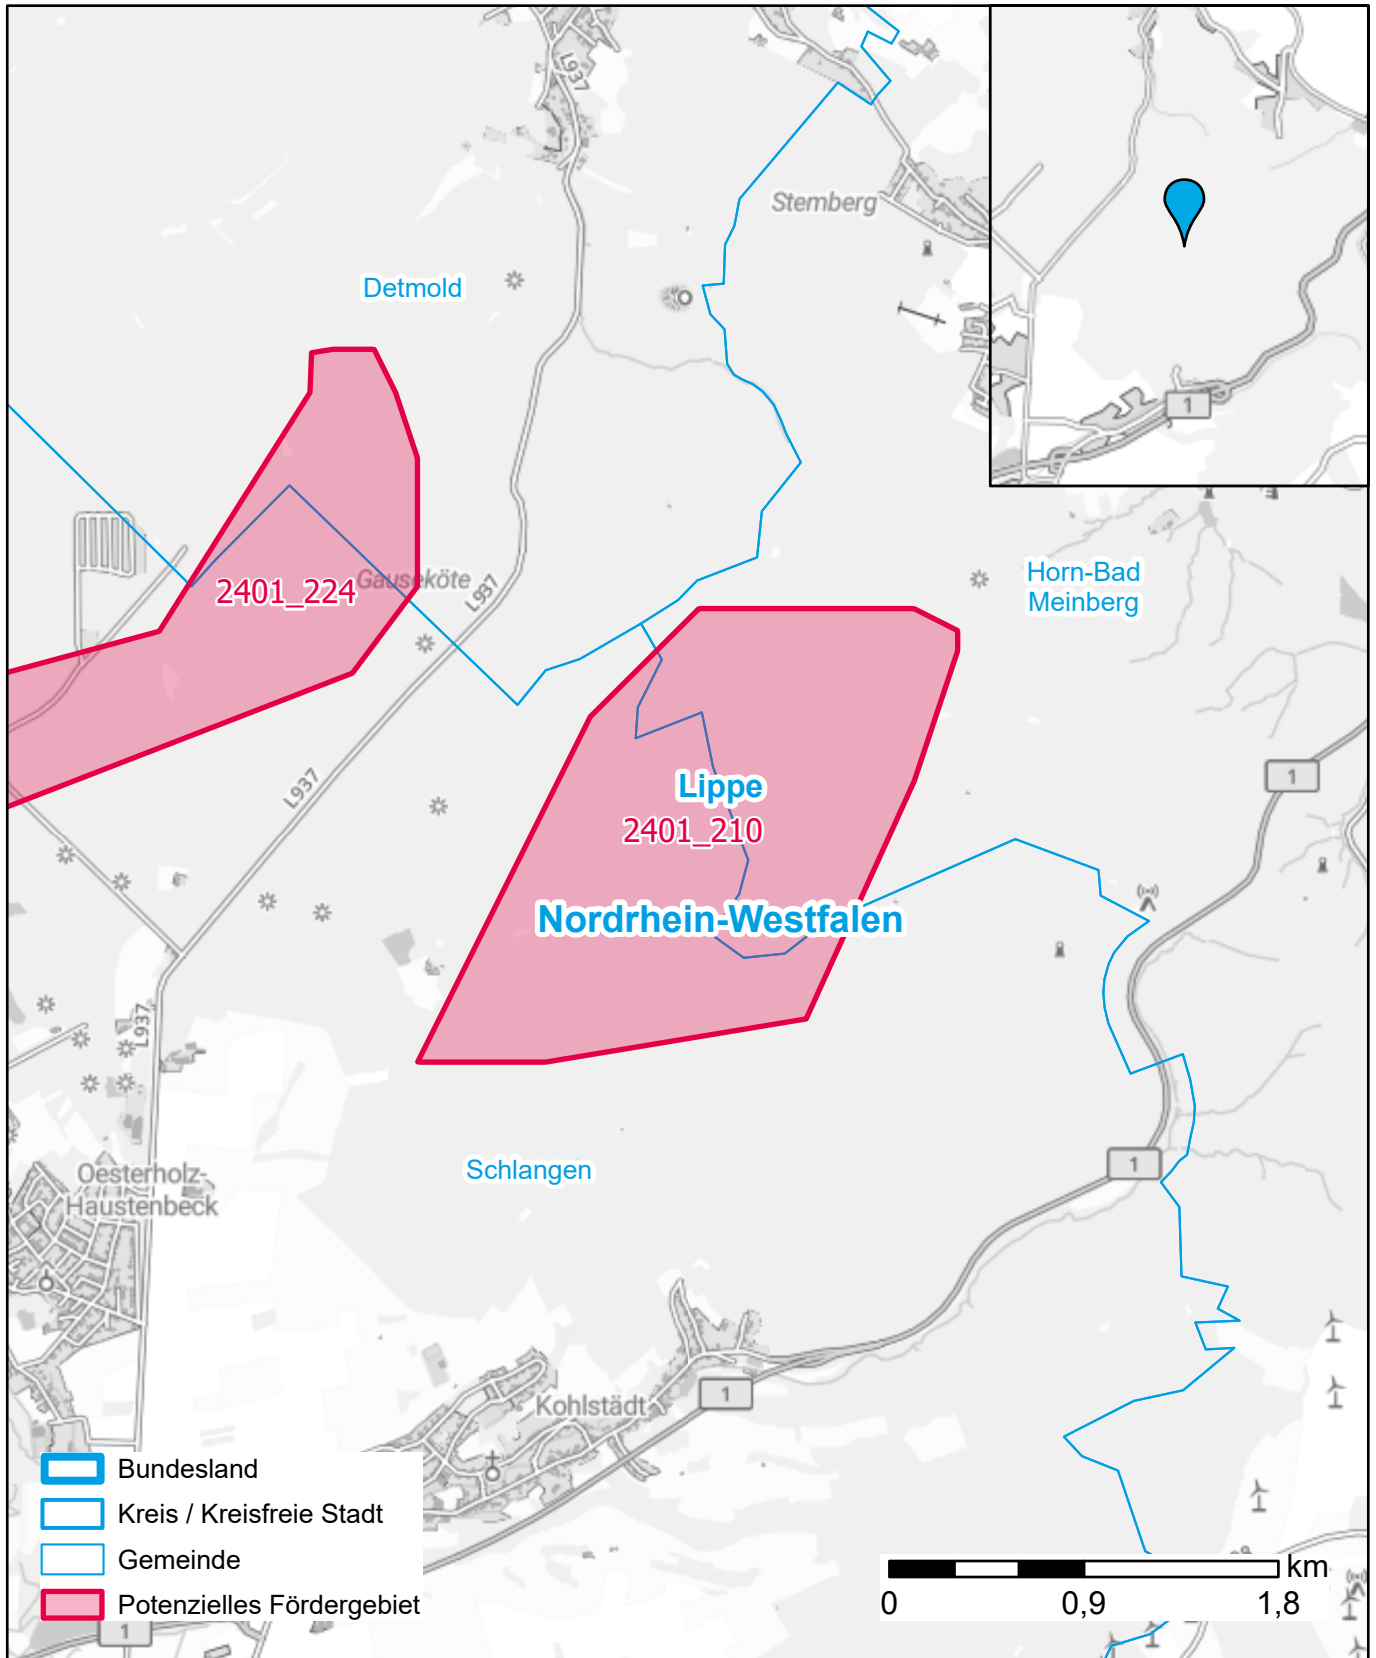 L937
Stemberg
Detmold
1
Horn-Bad
Meinberg
2401_224
Gauseköte
L937
L937
Lippe
2401_210
1
Nordrhein-Westfalen
L937
1
Schlangen
Oesterholz-
Haustenbeck
1
Kohlstädt
Bundesland
Kreis / Kreisfreie Stadt
Gemeinde
Potenzielles Fördergebiet
1
km
0 0,9 1,8